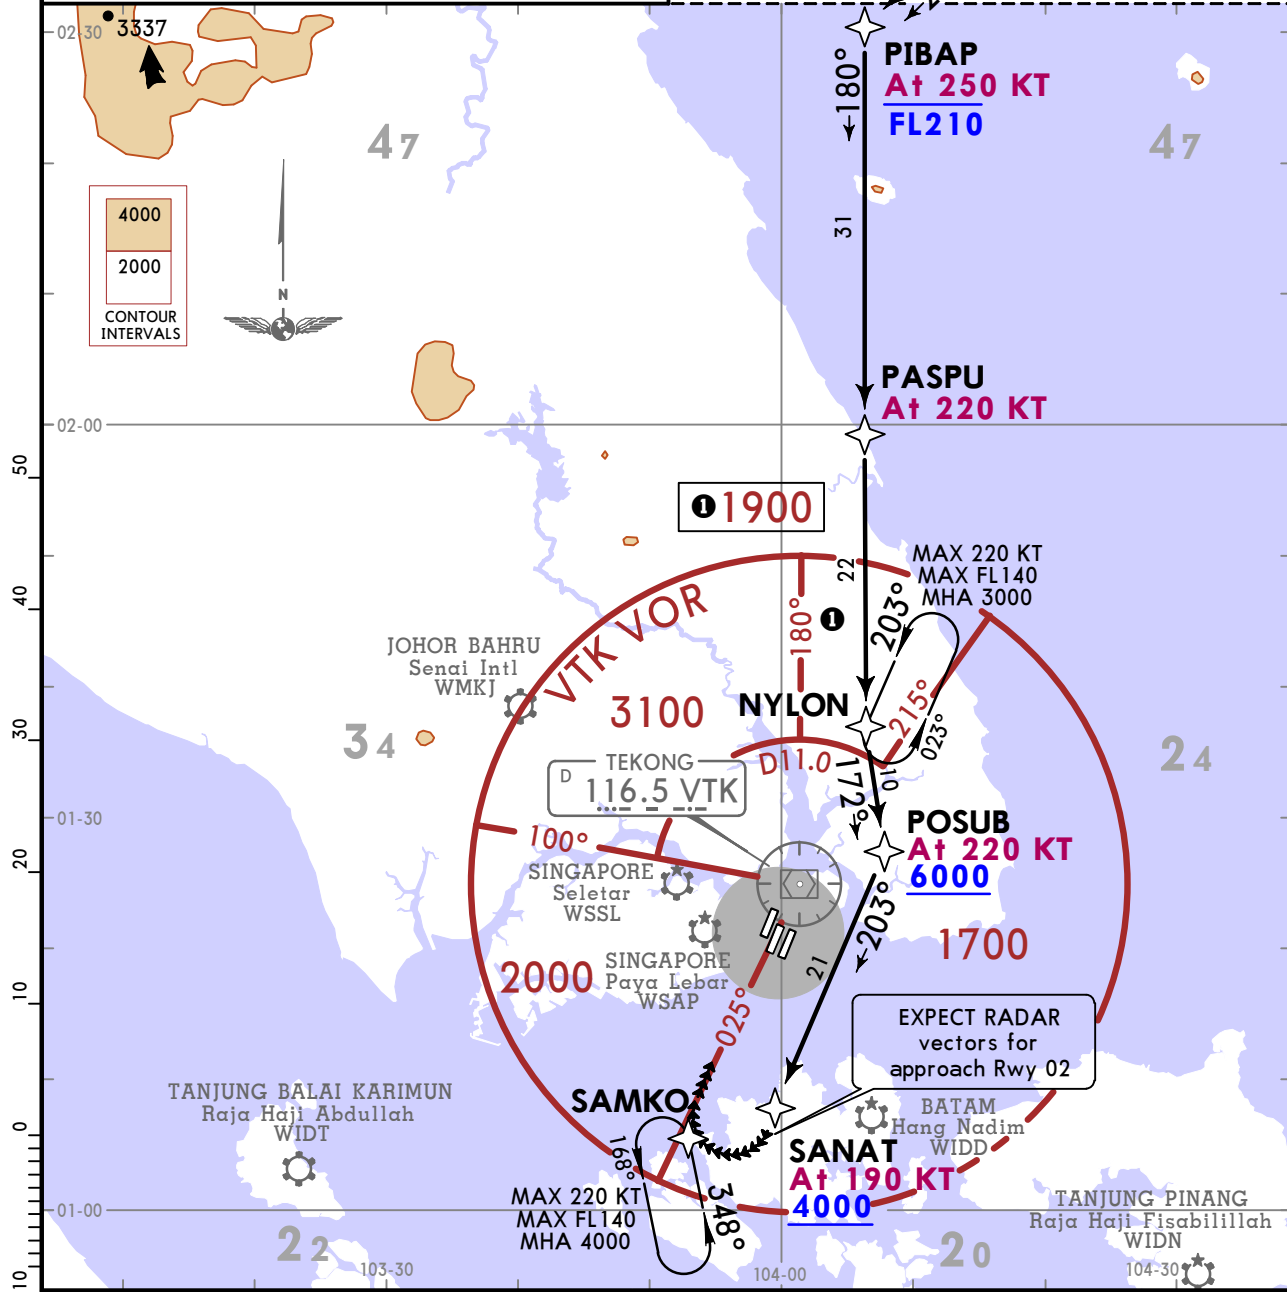 02-30
3337
PIBAP
At 250 KT
FL210
180°
47
47
4000
2000
CONTOUR
INTERVALS
N
31
PASPU
At 220 KT
02-00
50
❶1900
22
MAX 220 KT
MAX FL140
MHA 3000
40
VTK VOR
180°
❶
203°
JOHOR BAHRU
Senai Intl
WMKJ
3100
NYLON
215°
023°
30
34
24
D11.0
TEKONG
D 116.5 VTK
172°
10
01-30
POSUB
At 220 KT
6000
100°
20
SINGAPORE
Seletar
WSSL
203°
1700
2000
SINGAPORE
Paya Lebar
WSAP
21
10
025°
EXPECT RADAR
vectors for
approach Rwy 02
TANJUNG BALAI KARIMUN
Raja Haji Abdullah
WIDT
SAMKO
BATAM
Hang Nadim
WIDD
0
168°
SANAT
At 190 KT
4000
MAX 220 KT
MAX FL140
MHA 4000
348°
TANJUNG PINANG
Raja Haji Fisabilillah
WIDN
01-00
22
20
10
103-30
104-00
104-30